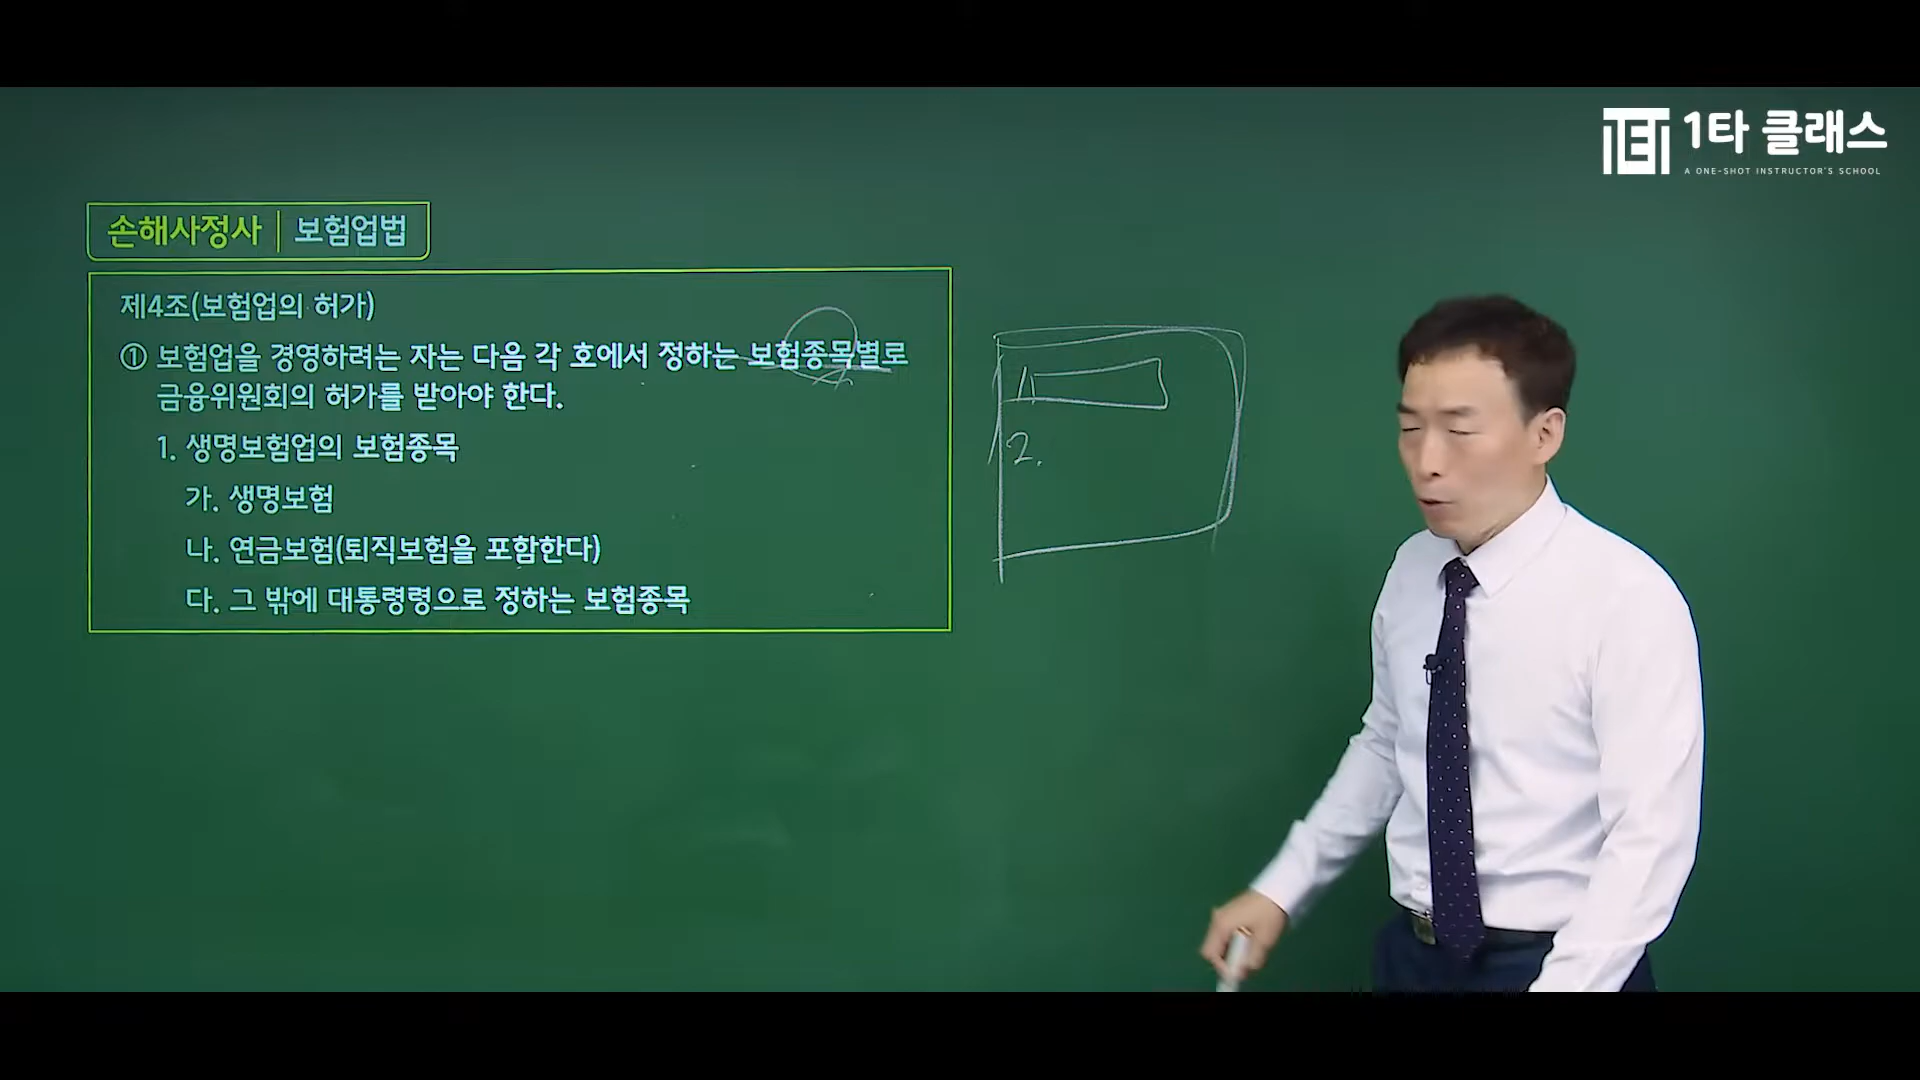 1타 클래스
A ONE-SHOT INSTRUCTOR'S SCHOOL
손해사정사 | 보험업법
제4조(보험업의 허가)
① 보험업을 경영하려는 자는 다음 각 호에서 정하는 보험종목별로
금융위원회의 허가를 받아야 한다.
1. 생명보험업의 보험종목
가. 생명보험
나. 연금보험(퇴직보험을 포함한다)
다. 그 밖에 대통령령으로 정하는 보험종목
1
2.